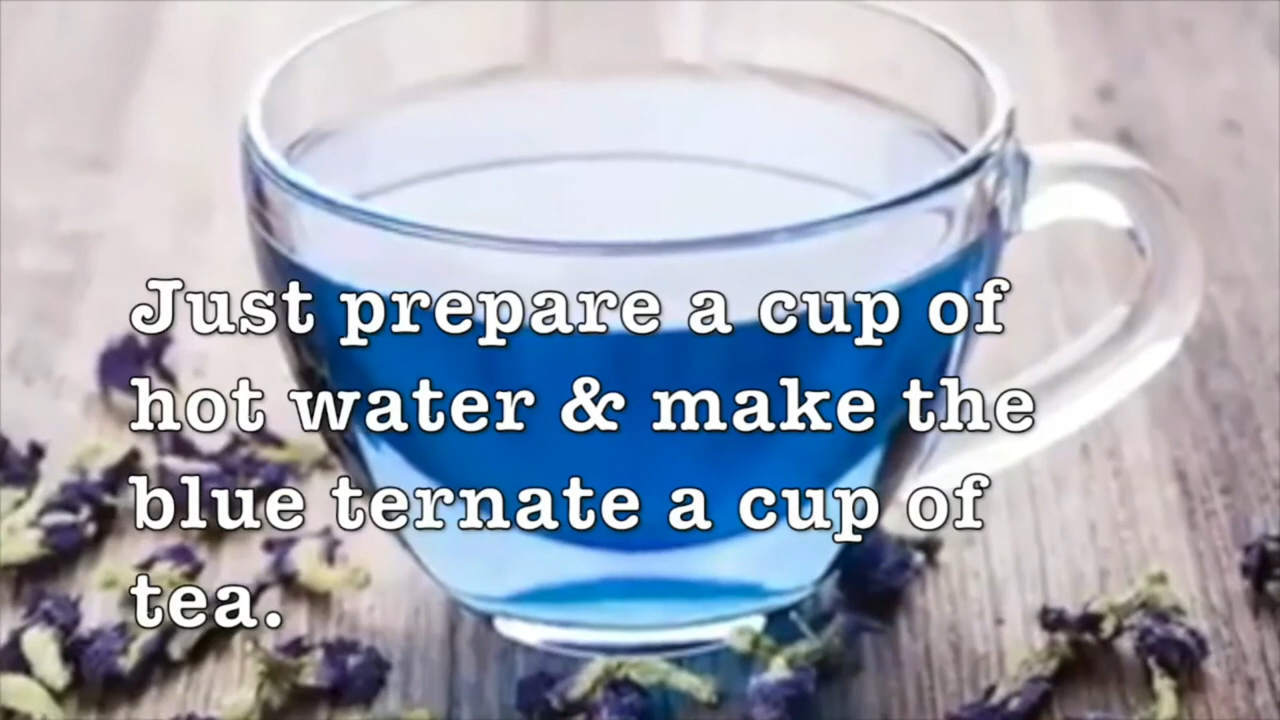 Just prepare a cup of
hot water & make the
blue ternate a cup of
tea.